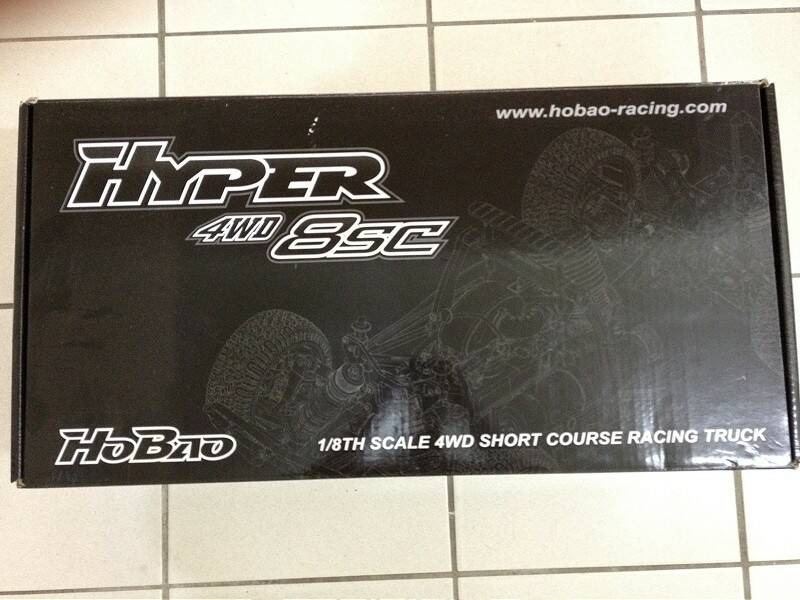 www.hobao-racing.com
HYPER
4WD 8SC
HOBAO
1/8TH SCALE 4WD SHORT COURSE RACING TRUCK